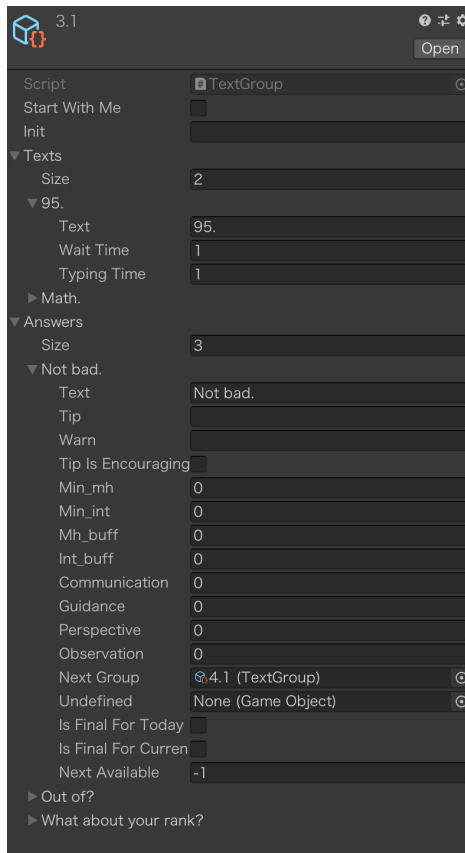 3.1
Open
Script TextGroup
Start With Me
Init
Texts
Size 2
95.
Text 95.
Wait Time 1
Typing Time 1
Math.
Answers
Size 3
Not bad.
Text Not bad.
Tip
Warn
Tip Is Encouraging
Min_mh 0
Min_int 0
Mh_buff 0
Int_buff 0
Communication 0
Guidance 0
Perspective 0
Observation 0
Next Group 4.1 (TextGroup)
Undefined None (Game Object)
Is Final For Today
Is Final For Curren
Next Available -1
Out of?
What about your rank?